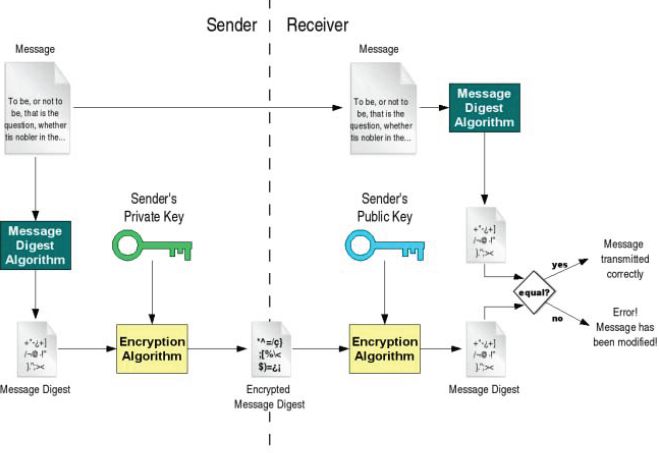 Sender
Receiver
Message
Message
To be, or not to
be, that is the
question, whether
tis nobler in the...
To be, or not to
be, that is the
question, whether
tis nobler in the...
Message
Digest
Algorithm
Sender's
Private Key
Sender's
Public Key
Message
Digest
Algorithm
yes
equal?
no
Message
transmitted
correctly
Error!
Message has
been modified!
Encryption
Algorithm
Encryption
Algorithm
Message Digest
Encrypted
Message Digest
Message Digest